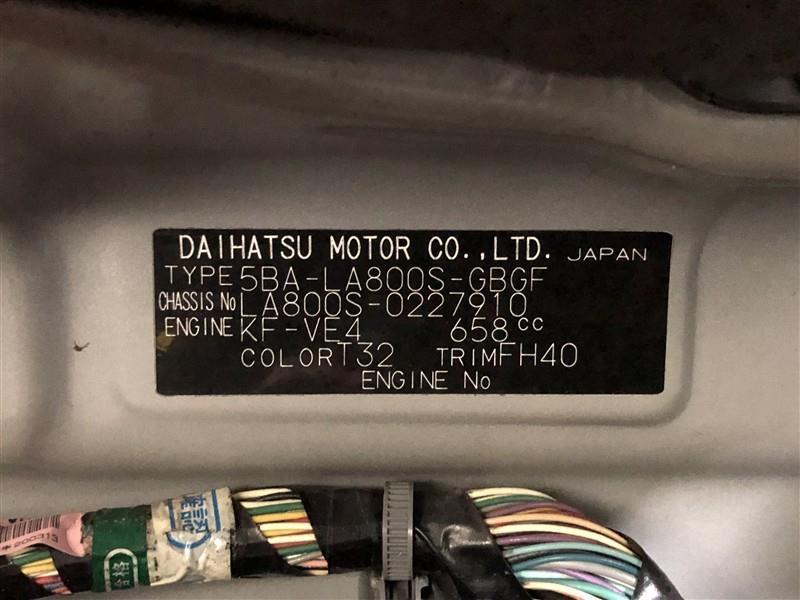 DAIHATSU MOTOR CO.,LTD. JAPAN
TYPE 5BA-LA800S-GBGF
CHASSIS No LA800S-0227910
ENGINE KF-VE4 658cc
COLOR T32 TRIM FH40
ENGINE No
200313